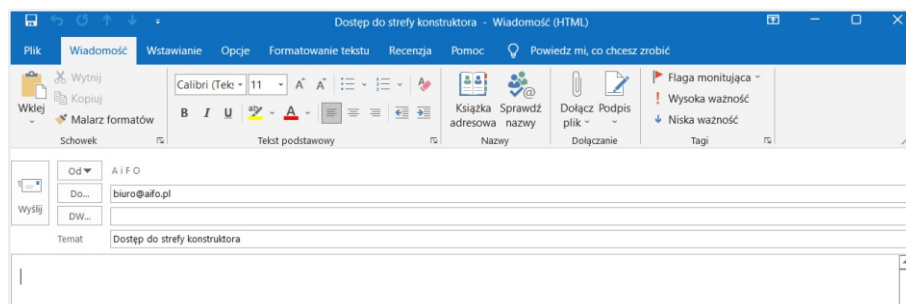 Dostęp do strefy konstruktora - Wiadomość (HTML)
Plik Wiadomość Wstawianie Opcje Formatowanie tekstu Recenzja Pomoc Powiedz mi, co chcesz zrobić
Wklej
Wytnij
Kopiuj
Malarz formatów
Schowek
Calibri (Teks 11
B I U
Tekst podstawowy
Książka adresowa
Sprawdź nazwy
Nazwy
Dołącz plik
Podpis
Dołączanie
Flaga monitująca
Wysoka ważność
Niska ważność
Tagi
Wyślij
Od A i F O
Do... biuro@aifo.pl
DW...
Temat Dostęp do strefy konstruktora